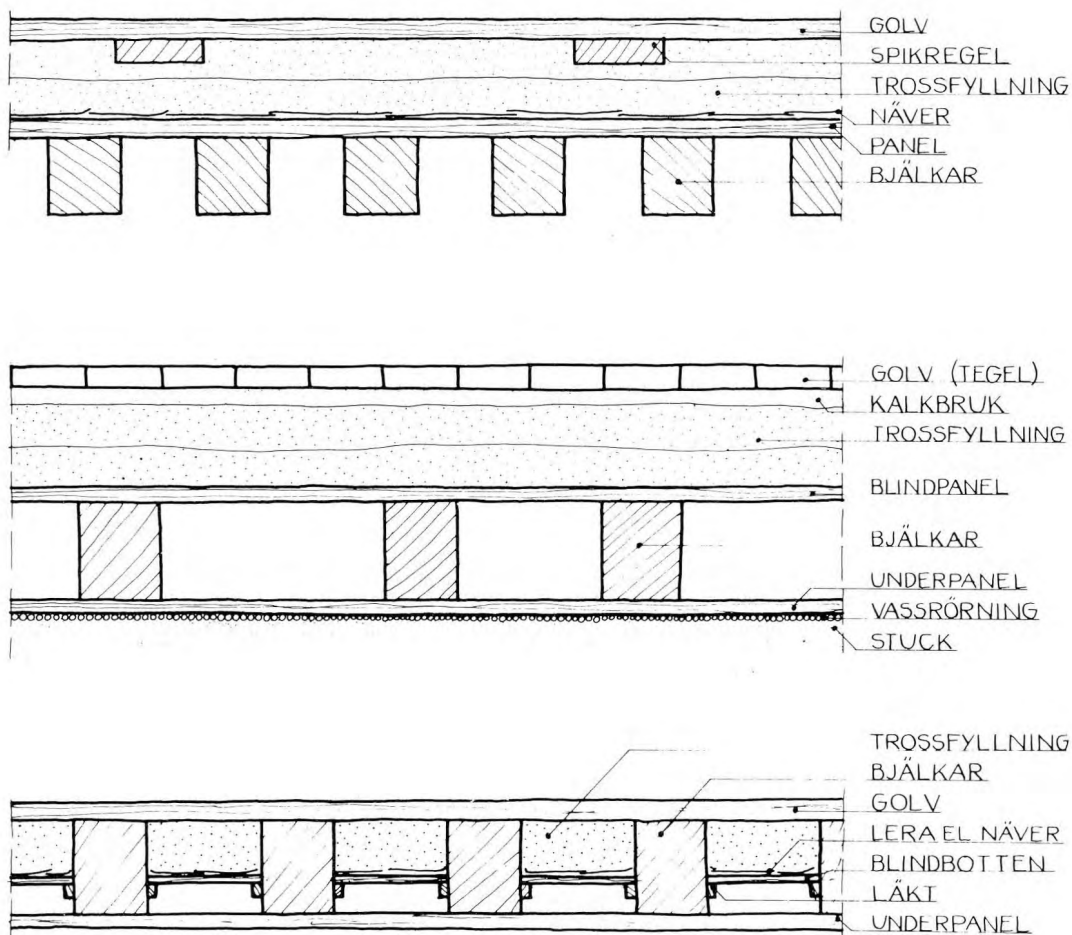 GOLV
SPIKREGEL
TROSSFYLLNING
NÄVER
PANEL
BJÄLKAR
GOLV (TEGEL)
KALKBRUK
TROSSFYLLNING
BLINDPANEL
BJÄLKAR
UNDERPANEL
VASSRÖRNING
STUCK
TROSSFYLLNING
BJÄLKAR
GOLV
LERA EL NÄVER
BLINDBOTTEN
LÄKT
UNDERPANEL